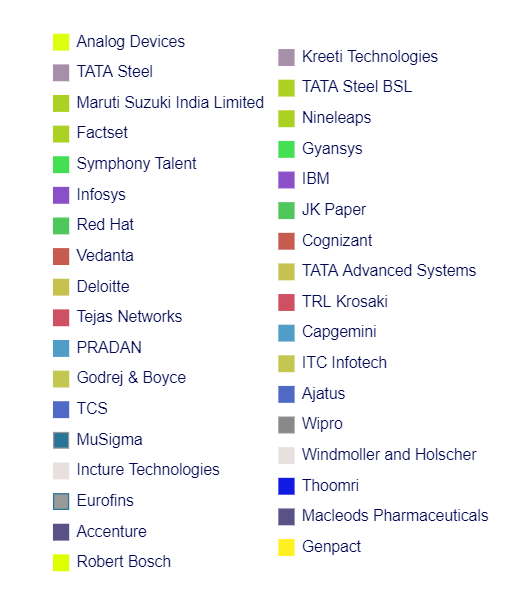 Analog Devices
TATA Steel
Maruti Suzuki India Limited
Factset
Symphony Talent
Infosys
Red Hat
Vedanta
Deloitte
Tejas Networks
PRADAN
Godrej & Boyce
TCS
MuSigma
Incture Technologies
Eurofins
Accenture
Robert Bosch
Kreeti Technologies
TATA Steel BSL
Nineleaps
Gyansys
IBM
JK Paper
Cognizant
TATA Advanced Systems
TRL Krosaki
Capgemini
ITC Infotech
Ajatus
Wipro
Windmoller and Holscher
Thoomri
Macleods Pharmaceuticals
Genpact